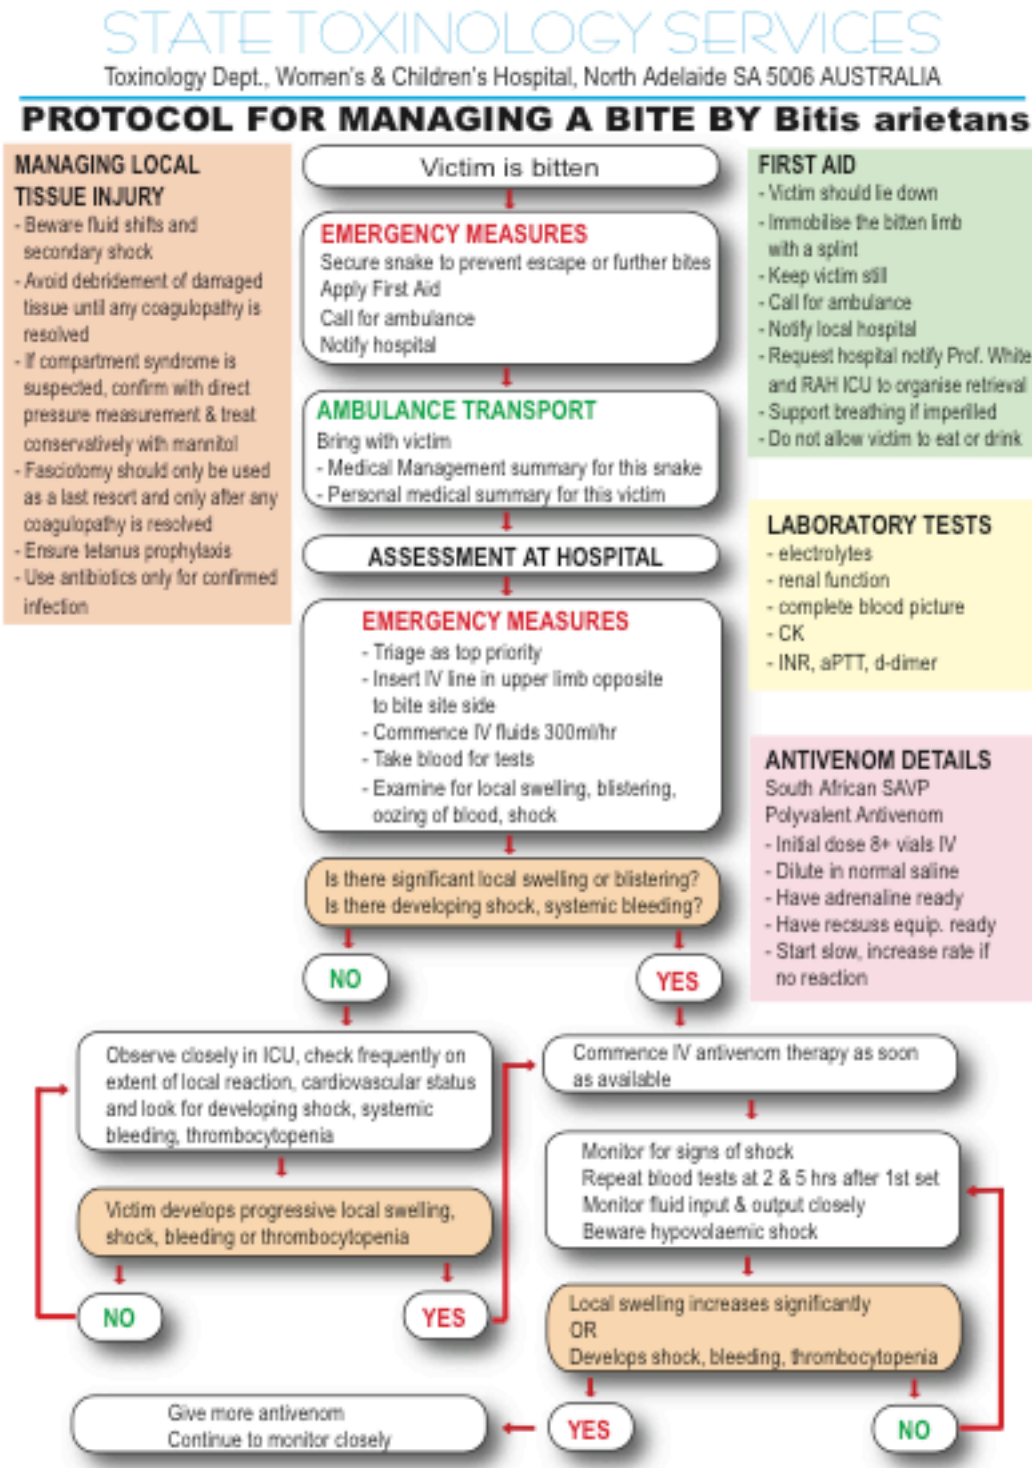 STATE TOXINOLOGY SERVICES
Toxinology Dept., Women's & Children's Hospital, North Adelaide SA 5006 AUSTRALIA
PROTOCOL FOR MANAGING A BITE BY Bitis arietans
MANAGING LOCAL
TISSUE INJURY
- Beware fluid shifts and
secondary shock
- Avoid debridement of damaged
tissue until any coagulopathy is
resolved
- If compartment syndrome is
suspected, confirm with direct
pressure measurement & treat
conservatively with mannitol
- Fasciotomy should only be used
as a last resort and only after any
coagulopathy is resolved
- Ensure tetanus prophylaxis
- Use antibiotics only for confirmed
infection
Victim is bitten
EMERGENCY MEASURES
Secure snake to prevent escape or further bites
Apply First Aid
Call for ambulance
Notify hospital
AMBULANCE TRANSPORT
Bring with victim
- Medical Management summary for this snake
- Personal medical summary for this victim
ASSESSMENT AT HOSPITAL
EMERGENCY MEASURES
- Triage as top priority
- Insert IV line in upper limb opposite
to bite site side
- Commence IV fluids 300ml/hr
- Take blood for tests
- Examine for local swelling, blistering,
oozing of blood, shock
FIRST AID
- Victim should lie down
- Immobilise the bitten limb
with a splint
- Keep victim still
- Call for ambulance
- Notify local hospital
- Request hospital notify Prof. White
and RAH ICU to organise retrieval
- Support breathing if imperilled
- Do not allow victim to eat or drink
LABORATORY TESTS
- electrolytes
- renal function
- complete blood picture
- CK
- INR, aPTT, d-dimer
ANTIVENOM DETAILS
South African SAVP
Polyvalent Antivenom
- Initial dose 8+ vials IV
- Dilute in normal saline
- Have adrenaline ready
- Have recsuss equip. ready
- Start slow, increase rate if
no reaction
Is there significant local swelling or blistering?
Is there developing shock, systemic bleeding?
NO
YES
Observe closely in ICU, check frequently on
extent of local reaction, cardiovascular status
and look for developing shock, systemic
bleeding, thrombocytopenia
Victim develops progressive local swelling,
shock, bleeding or thrombocytopenia
NO
YES
Commence IV antivenom therapy as soon
as available
Monitor for signs of shock
Repeat blood tests at 2 & 5 hrs after 1st set
Monitor fluid input & output closely
Beware hypovolaemic shock
Local swelling increases significantly
OR
Develops shock, bleeding, thrombocytopenia
YES
NO
Give more antivenom
Continue to monitor closely